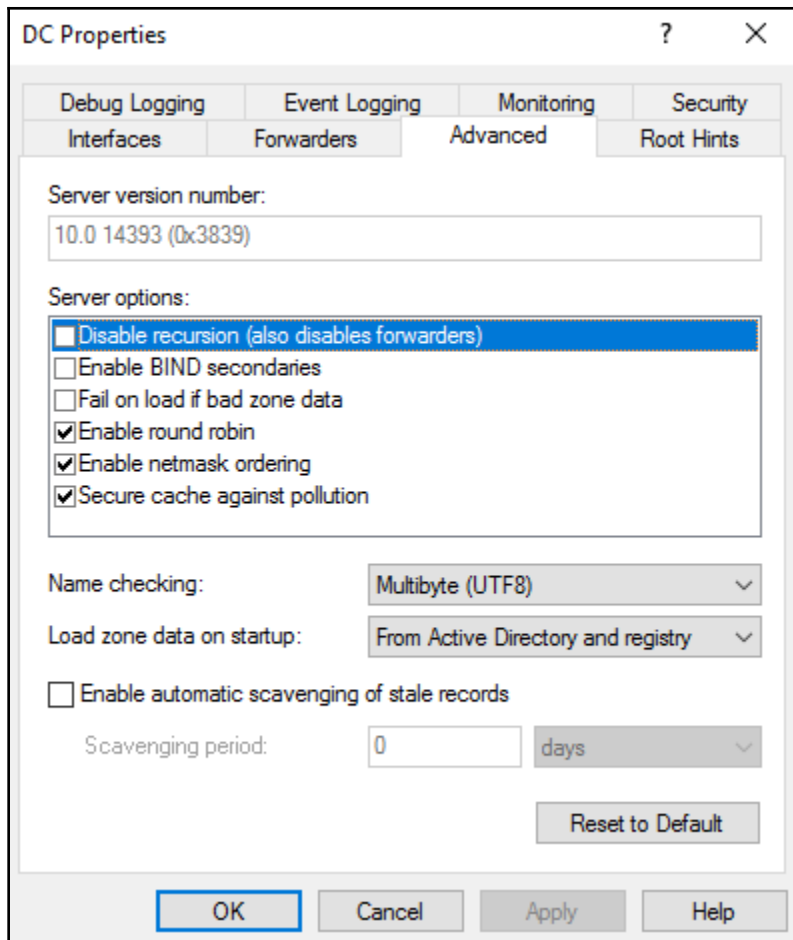 DC Properties
?
Debug Logging
Event Logging
Monitoring
Security
Interfaces
Forwarders
Advanced
Root Hints
Server version number:
10.0 14393 (0x3839)
Server options:
Disable recursion (also disables forwarders)
Enable BIND secondaries
Fail on load if bad zone data
Enable round robin
Enable netmask ordering
Secure cache against pollution
Name checking:
Multibyte (UTF8)
Load zone data on startup:
From Active Directory and registry
Enable automatic scavenging of stale records
Scavenging period:
0
days
Reset to Default
OK
Cancel
Apply
Help